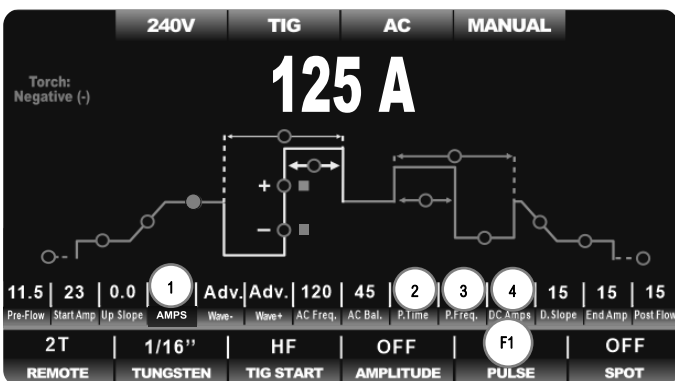 240V TIG AC MANUAL
125 A
Torch:
Negative (-)
+
−
11.5 | 23 | 0.0 | 1 | Adv. | Adv. | 120 | 45 | 2 | 3 | 4 | 15 | 15 | 15
Pre-Flow Start Amp Up Slope AMPS Wave- Wave+ AC Freq. AC Bal. P.Time P.Freq. DC Amps D.Slope End Amp Post Flow
2T | 1/16’’ | HF | OFF | F1 | OFF
REMOTE TUNGSTEN TIG START AMPLITUDE PULSE SPOT